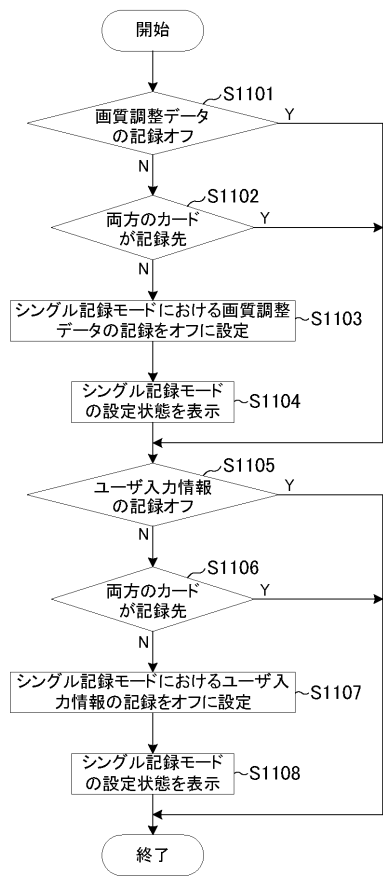 開始
S1101
画質調整データ
の記録オフ
Y
N
S1102
両方のカード
が記録先
Y
N
シングル記録モードにおける画質調整
データの記録をオフに設定
S1103
シングル記録モード
の設定状態を表示
S1104
S1105
ユーザ入力情報
の記録オフ
Y
N
S1106
両方のカード
が記録先
Y
N
シングル記録モードにおけるユーザ入
力情報の記録をオフに設定
S1107
シングル記録モード
の設定状態を表示
S1108
終了